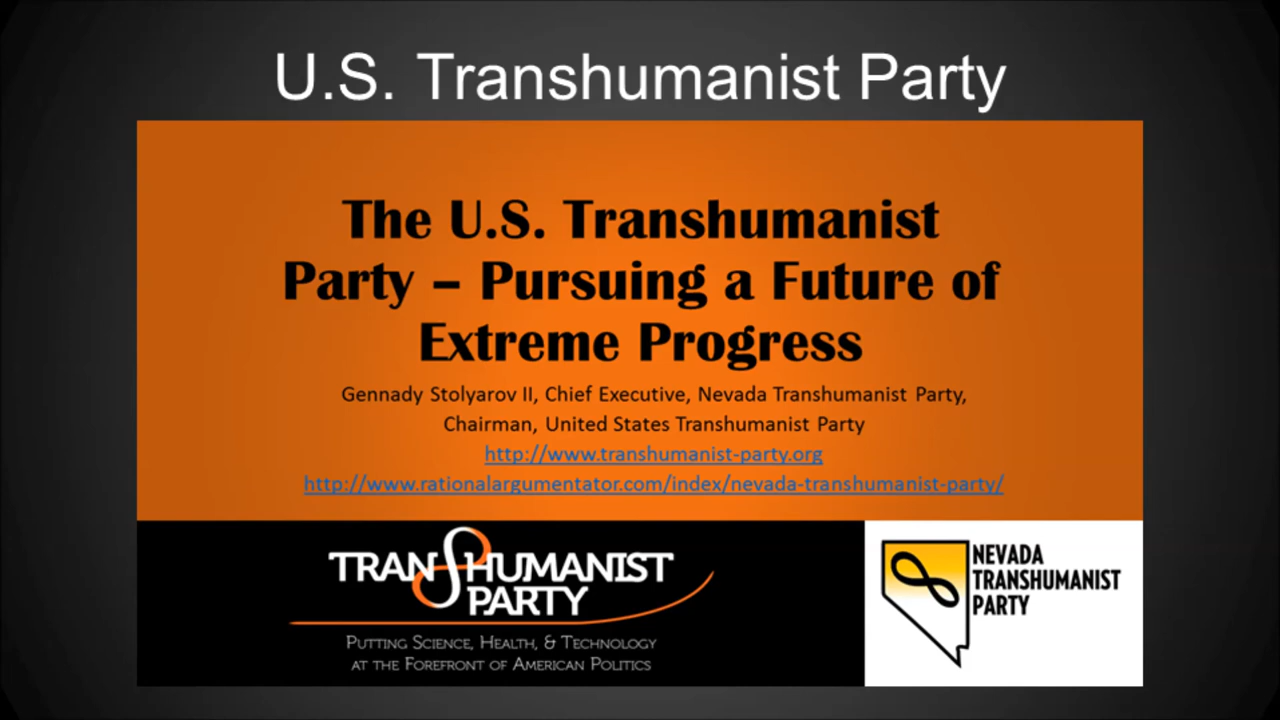 U.S. Transhumanist Party
The U.S. Transhumanist
Party – Pursuing a Future of
Extreme Progress
Gennady Stolyarov II, Chief Executive, Nevada Transhumanist Party,
Chairman, United States Transhumanist Party
http://www.transhumanist-party.org
http://www.rationalargumentator.com/index/nevada-transhumanist-party/
TRANSHUMANIST
PARTY
PUTTING SCIENCE, HEALTH, & TECHNOLOGY
AT THE FOREFRONT OF AMERICAN POLITICS
NEVADA
TRANSHUMANIST
PARTY